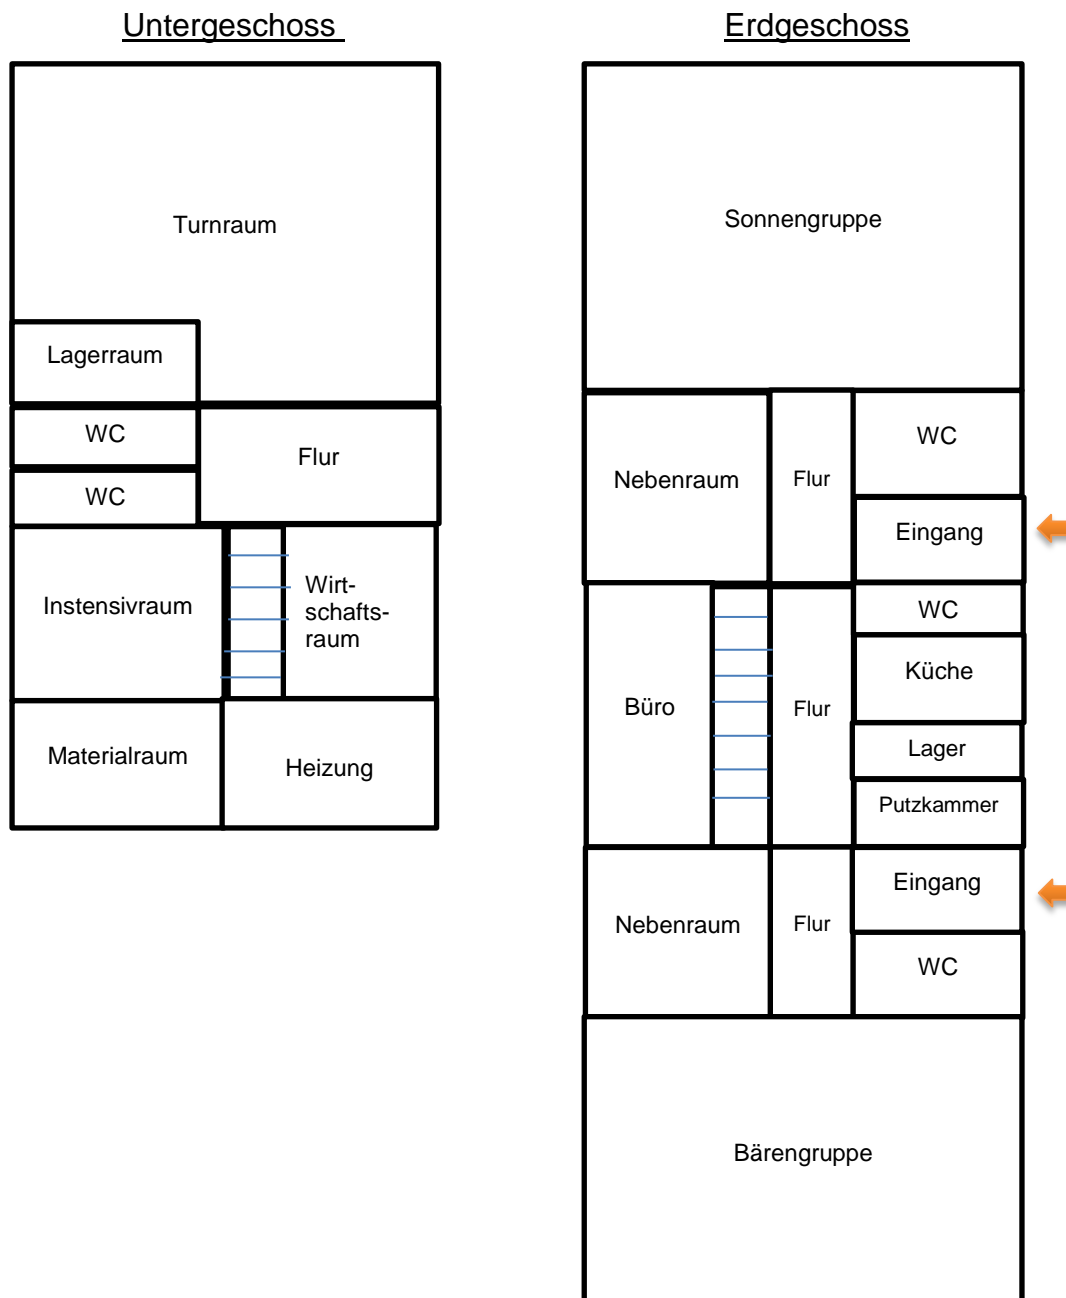 Untergeschoss
Turnraum
Lagerraum
WC
Flur
WC
Instensivraum
Wirt-
schafts-
raum
Materialraum
Heizung
Erdgeschoss
Sonnengruppe
WC
Nebenraum
Flur
Eingang
WC
Küche
Büro
Flur
Lager
Putzkammer
Eingang
Nebenraum
Flur
WC
Bärengruppe